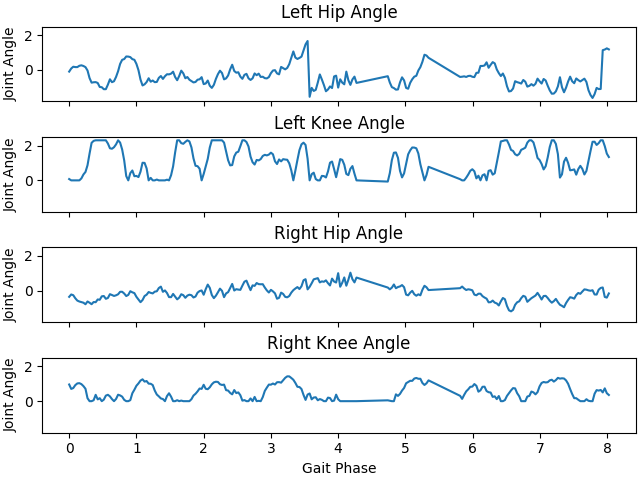 Left Hip Angle
Joint Angle
2
0
Left Knee Angle
Joint Angle
2
0
Right Hip Angle
Joint Angle
2
0
Right Knee Angle
Joint Angle
2
0
0 1 2 3 4 5 6 7 8
Gait Phase